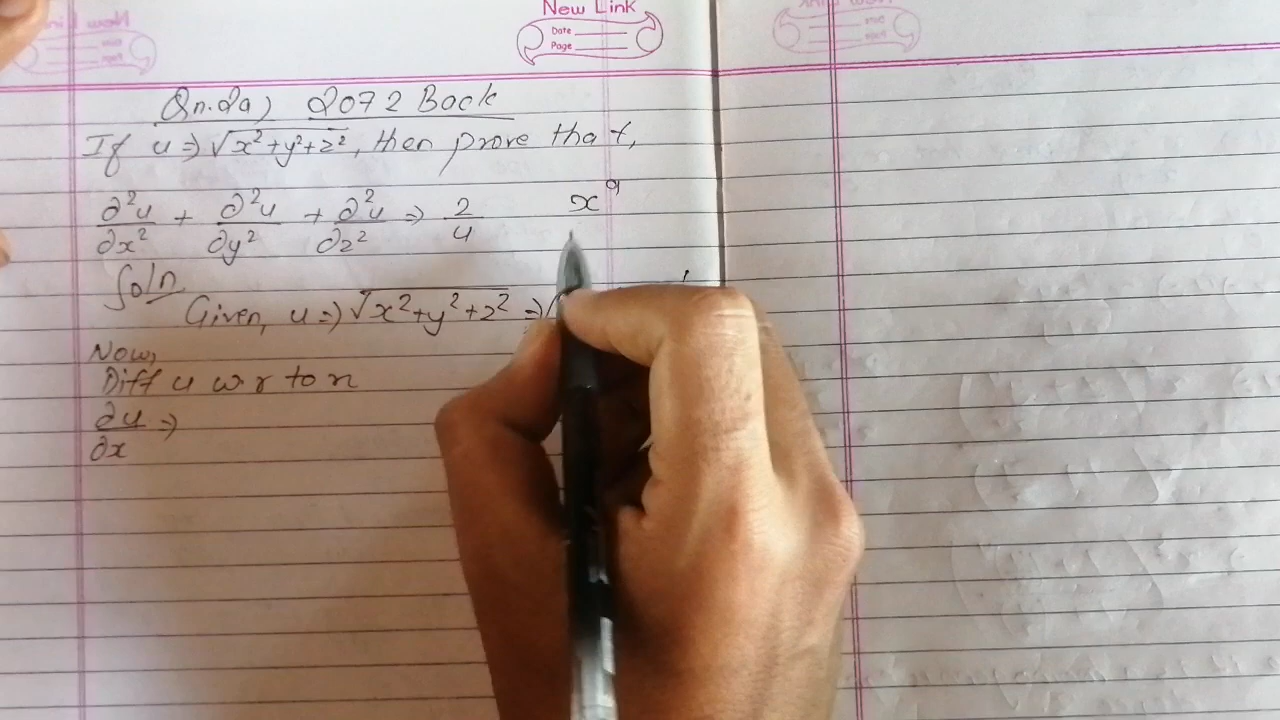 New Link
Date
Page
Qn.2a) 2072 Back
If u ⇒ √x²+y²+z², then prove that,
∂²u/∂x² + ∂²u/∂y² + ∂²u/∂z² ⇒ 2/u xⁿ
Soln
Given, u ⇒ √x²+y²+z² ⇒ (
Now,
Diff u w r to x
∂u/∂x ⇒